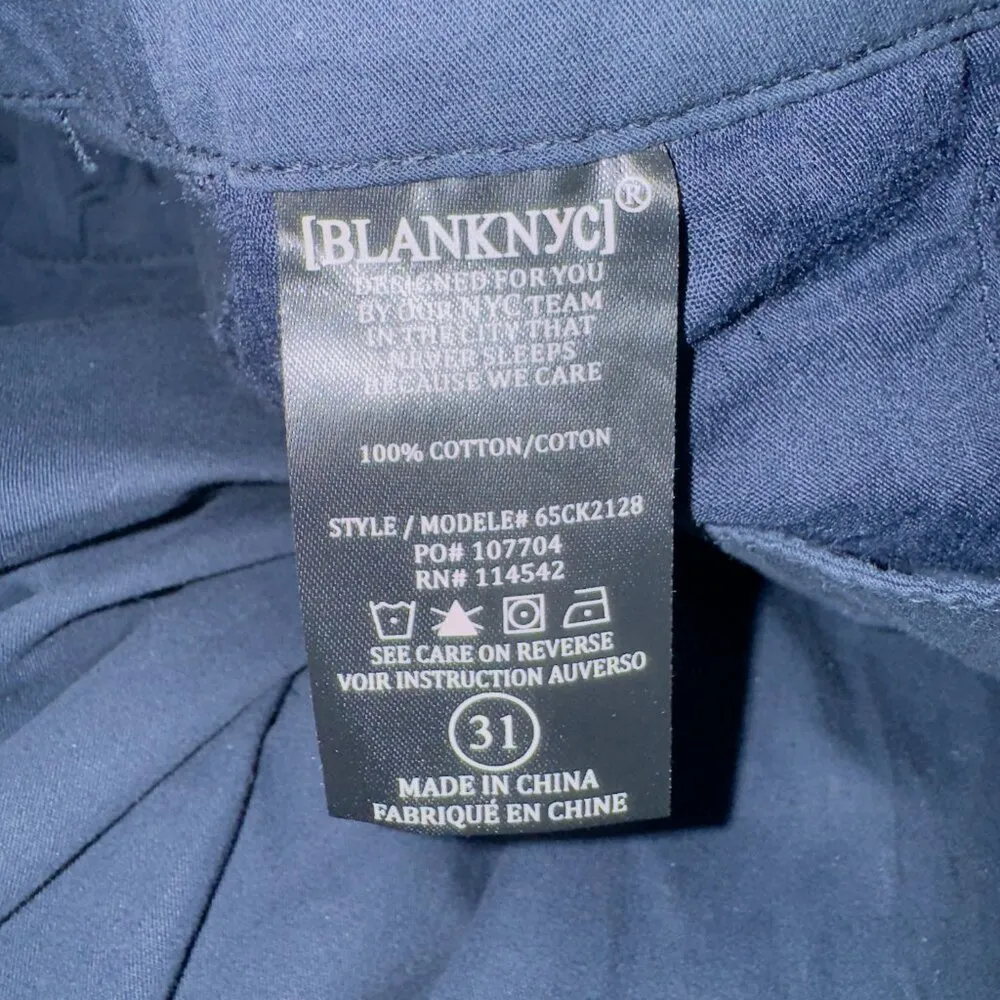 [BLANKNYC]®
DESIGNED FOR YOU
BY OUR NYC TEAM
IN THE CITY THAT
NEVER SLEEPS
BECAUSE WE CARE
100% COTTON/COTON
STYLE / MODELE# 65CK2128
PO# 107704
RN# 114542
SEE CARE ON REVERSE
VOIR INSTRUCTION AUVERSO
31
MADE IN CHINA
FABRIQUÉ EN CHINE